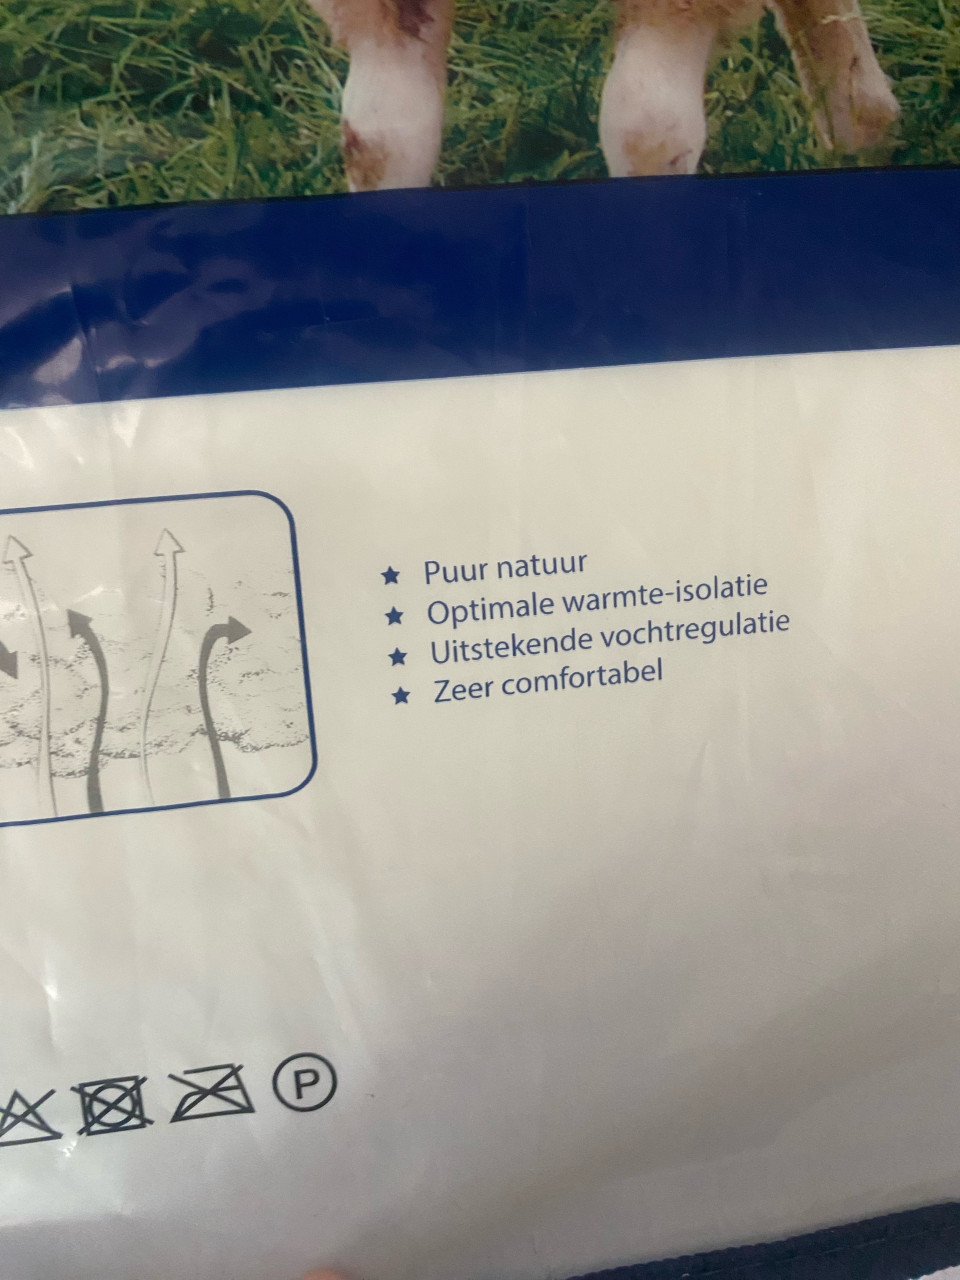 Puur natuur
Optimale warmte-isolatie
Uitstekende vochtregulatie
Zeer comfortabel
P